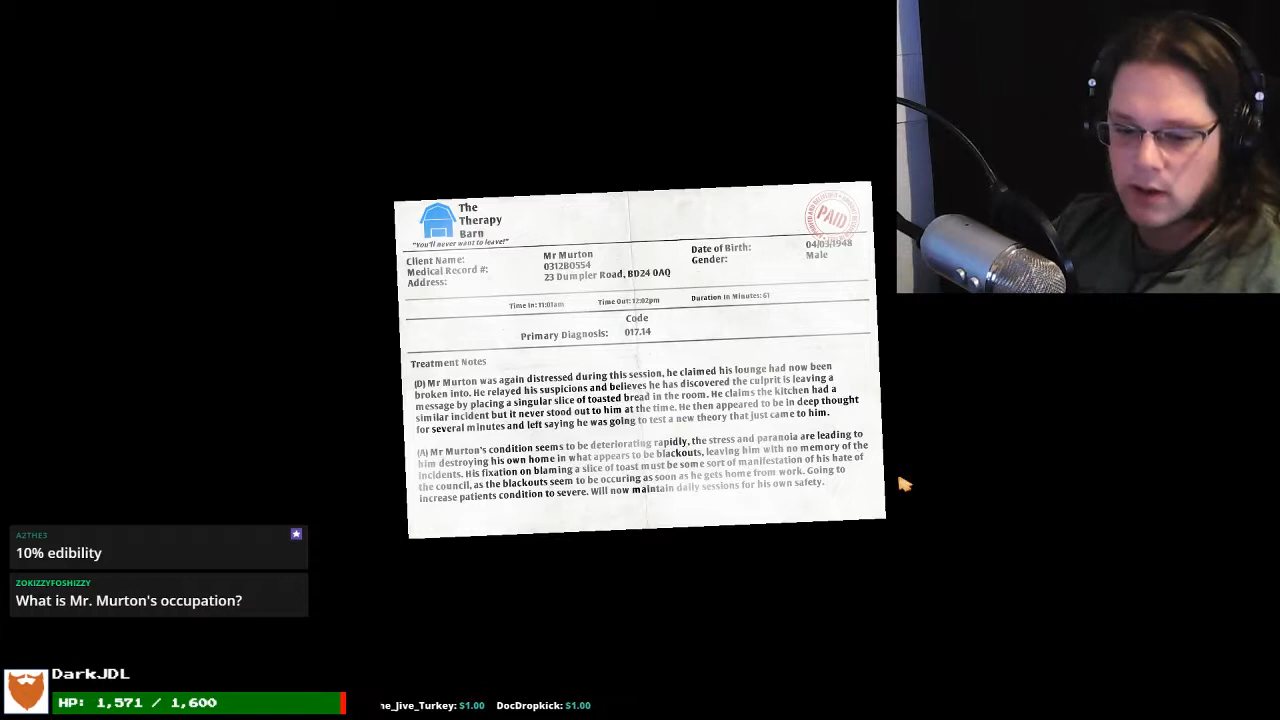 The
Therapy
Barn
"You'll never want to leave!"
PAID
Client Name: Mr Murton Date of Birth: 04/03/1948
Medical Record #: 0312B0554 Gender: Male
Address: 23 Dumpler Road, BD24 0AQ
Time In: 11:01am Time Out: 12:02pm Duration In Minutes: 61
Code
Primary Diagnosis: 017.14
Treatment Notes
(D) Mr Murton was again distressed during this session, he claimed his lounge had now been
broken into. He relayed his suspicions and believes he has discovered the culprit is leaving a
message by placing a singular slice of toasted bread in the room. He claims the kitchen had a
similar incident but it never stood out to him at the time. He then appeared to be in deep thought
for several minutes and left saying he was going to test a new theory that just came to him.
(A) Mr Murton's condition seems to be deteriorating rapidly, the stress and paranoia are leading to
him destroying his own home in what appears to be blackouts, leaving him with no memory of the
incidents. His fixation on blaming a slice of toast must be some sort of manifestation of his hate of
the council, as the blackouts seem to be occuring as soon as he gets home from work. Going to
increase patients condition to severe. Will now maintain daily sessions for his own safety.
A2THE3
10% edibility
ZOKIZZYFOSHIZZY
What is Mr. Murton's occupation?
DarkJDL
HP: 1,571 / 1,600
ne_Jive_Turkey: $1.00 DocDropkick: $1.00